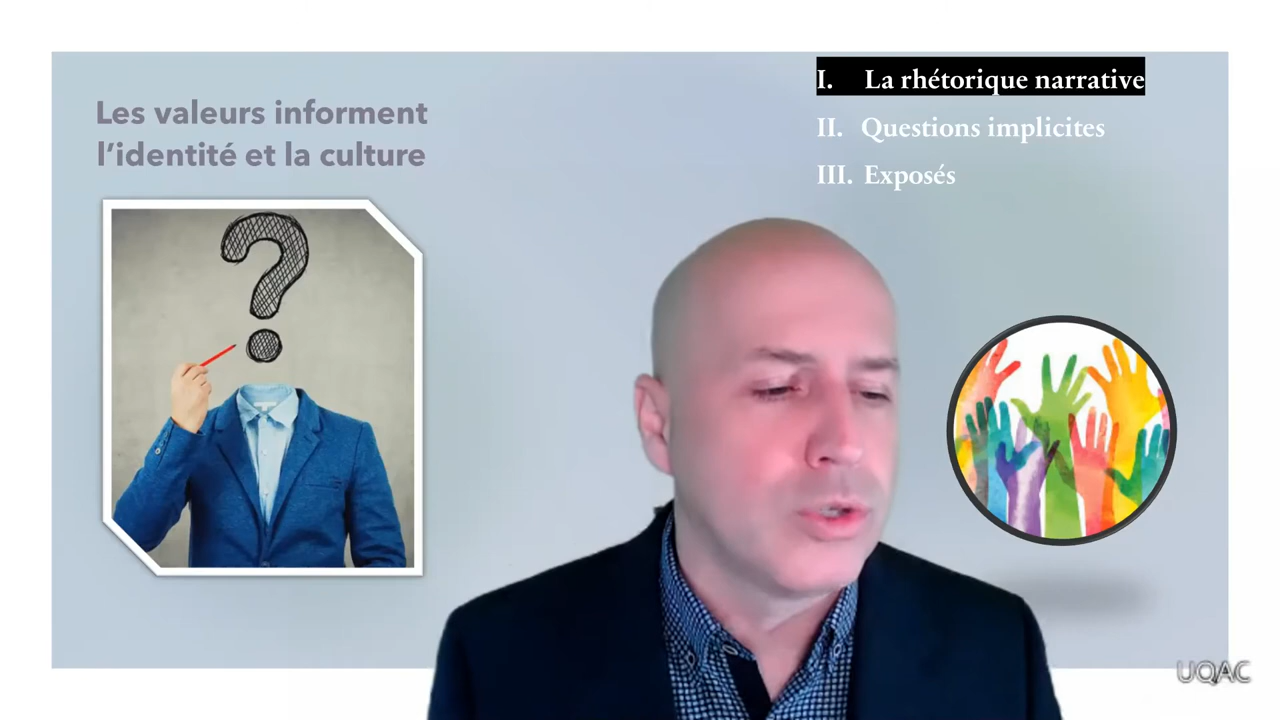 Les valeurs informent
l'identité et la culture
I. La rhétorique narrative
II. Questions implicites
III. Exposés
UQAC